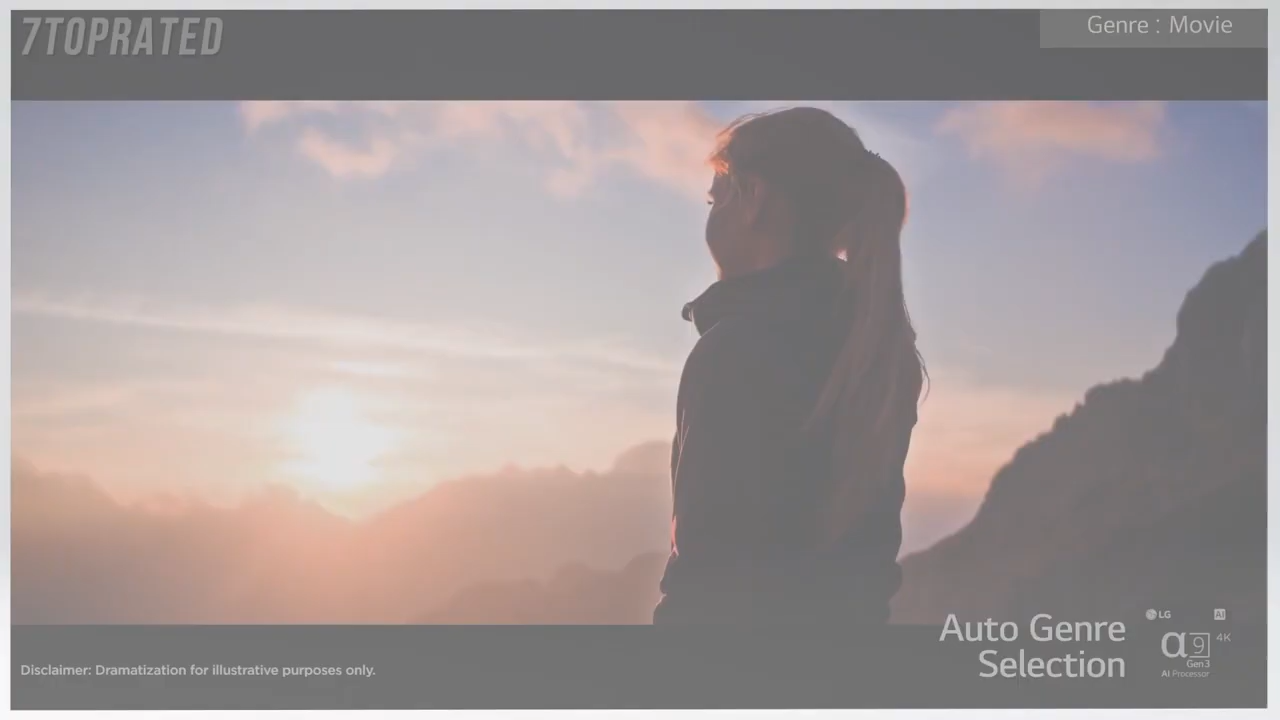 7TOPRATED
Genre : Movie
Auto Genre
Selection
LG AI
α9 4K
Gen3
AI Processor
Disclaimer: Dramatization for illustrative purposes only.